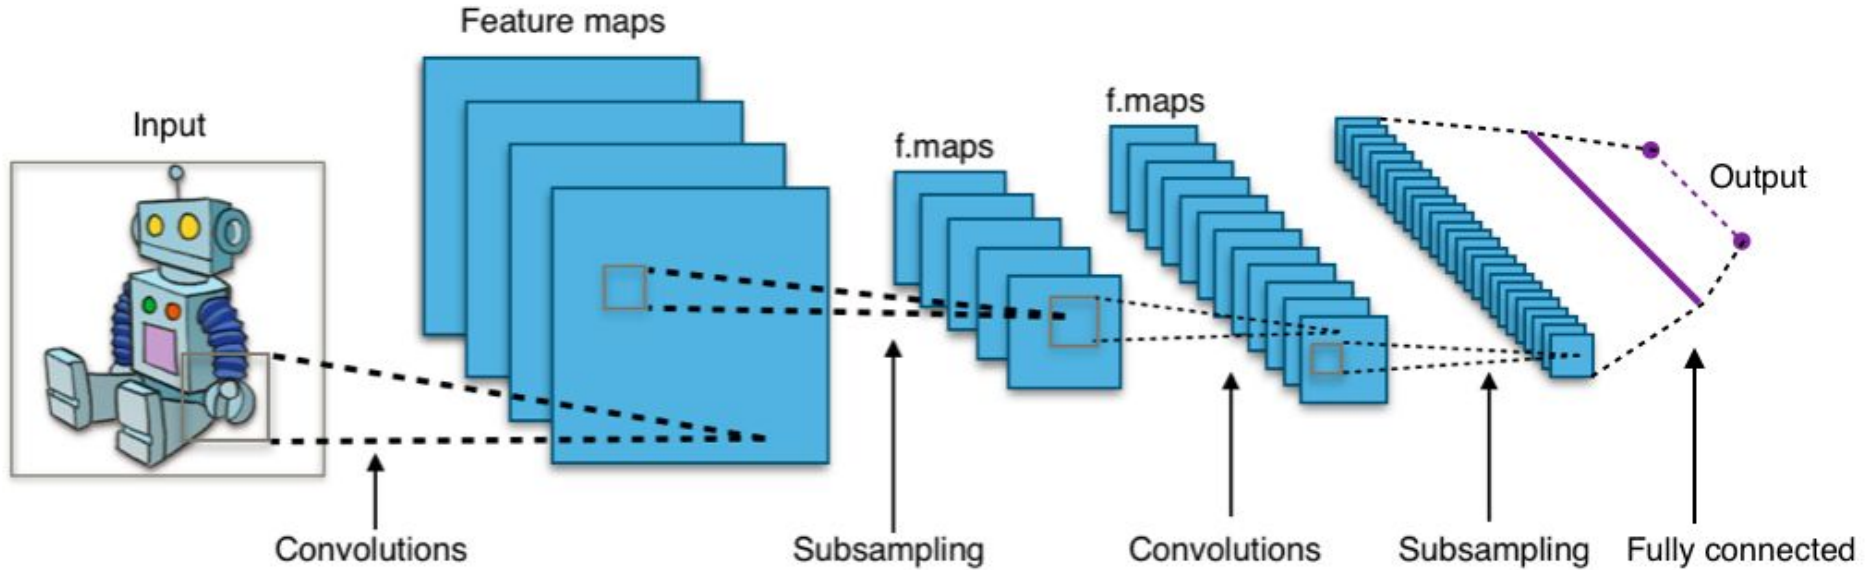 Feature maps
Input
f.maps
f.maps
Output
Convolutions
Subsampling
Convolutions
Subsampling
Fully connected